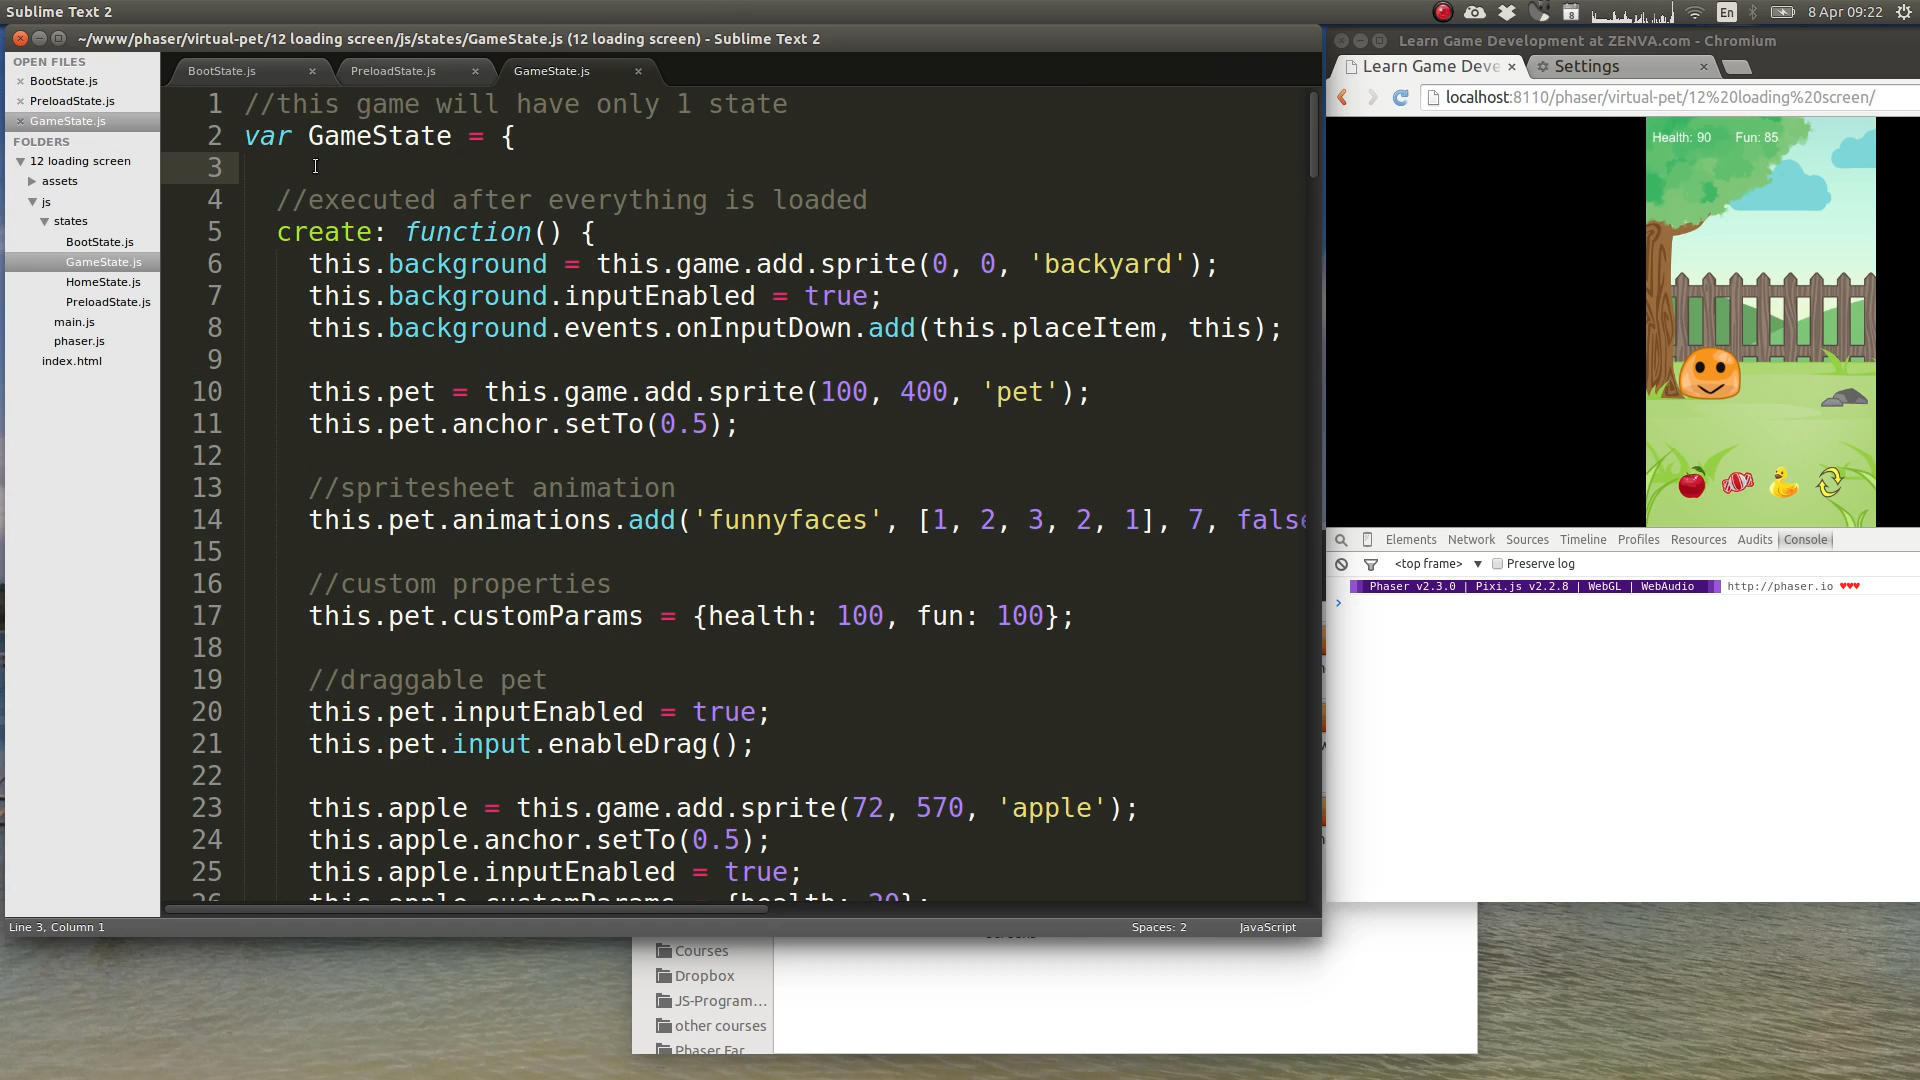 Sublime Text 2
En
8
8 Apr 09:22
~/www/phaser/virtual-pet/12 loading screen/js/states/GameState.js (12 loading screen) - Sublime Text 2
OPEN FILES
BootState.js
PreloadState.js
GameState.js
FOLDERS
12 loading screen
assets
js
states
BootState.js
GameState.js
HomeState.js
PreloadState.js
main.js
phaser.js
index.html
BootState.js
PreloadState.js
GameState.js
1 //this game will have only 1 state
2 var GameState = {
3
4 //executed after everything is loaded
5 create: function() {
6 this.background = this.game.add.sprite(0, 0, 'backyard');
7 this.background.inputEnabled = true;
8 this.background.events.onInputDown.add(this.placeItem, this);
9
10 this.pet = this.game.add.sprite(100, 400, 'pet');
11 this.pet.anchor.setTo(0.5);
12
13 //spritesheet animation
14 this.pet.animations.add('funnyfaces', [1, 2, 3, 2, 1], 7, false
15
16 //custom properties
17 this.pet.customParams = {health: 100, fun: 100};
18
19 //draggable pet
20 this.pet.inputEnabled = true;
21 this.pet.input.enableDrag();
22
23 this.apple = this.game.add.sprite(72, 570, 'apple');
24 this.apple.anchor.setTo(0.5);
25 this.apple.inputEnabled = true;
26 this.apple.customParams = {health: 20};
Line 3, Column 1
Spaces: 2
JavaScript
Learn Game Development at ZENVA.com - Chromium
Learn Game Deve
Settings
localhost:8110/phaser/virtual-pet/12%20loading%20screen/
Health: 90 Fun: 85
Elements Network Sources Timeline Profiles Resources Audits Console
<top frame> Preserve log
Phaser v2.3.0 | Pixi.js v2.2.8 | WebGL | WebAudio http://phaser.io ♥♥♥
Courses
Dropbox
JS-Program...
other courses
Phaser Far